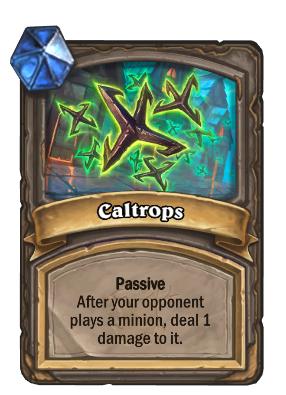 Caltrops
Passive
After your opponent
plays a minion, deal 1
damage to it.